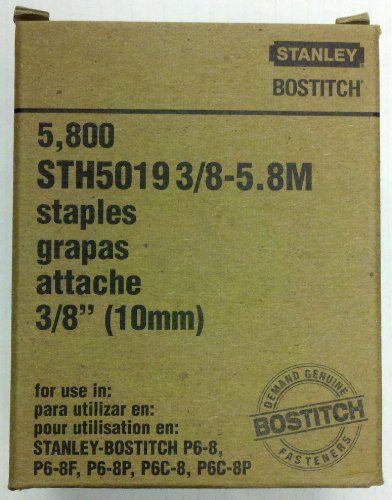 STANLEY
BOSTITCH
5,800
STH5019 3/8-5.8M
staples
grapas
attache
3/8” (10mm)
for use in:
para utilizar en:
pour utilisation en:
STANLEY-BOSTITCH P6-8,
P6-8F, P6-8P, P6C-8, P6C-8P
DEMAND GENUINE
BOSTITCH
FASTENERS